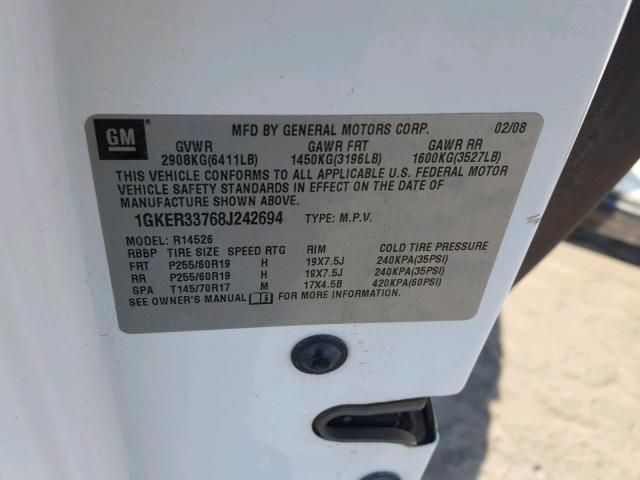 GM
MFD BY GENERAL MOTORS CORP. 02/08
GVWR GAWR FRT GAWR RR
2908KG(6411LB) 1450KG(3196LB) 1600KG(3527LB)
THIS VEHICLE CONFORMS TO ALL APPLICABLE U.S. FEDERAL MOTOR
VEHICLE SAFETY STANDARDS IN EFFECT ON THE DATE OF
MANUFACTURE SHOWN ABOVE.
1GKER33768J242694 TYPE: M.P.V.
MODEL: R14526
RBBP TIRE SIZE SPEED RTG RIM COLD TIRE PRESSURE
FRT P255/60R19 H 19X7.5J 240KPA(35PSI)
RR P255/60R19 H 19X7.5J 240KPA(35PSI)
SPA T145/70R17 M 17X4.5B 420KPA(60PSI)
SEE OWNER'S MANUAL FOR MORE INFORMATION.